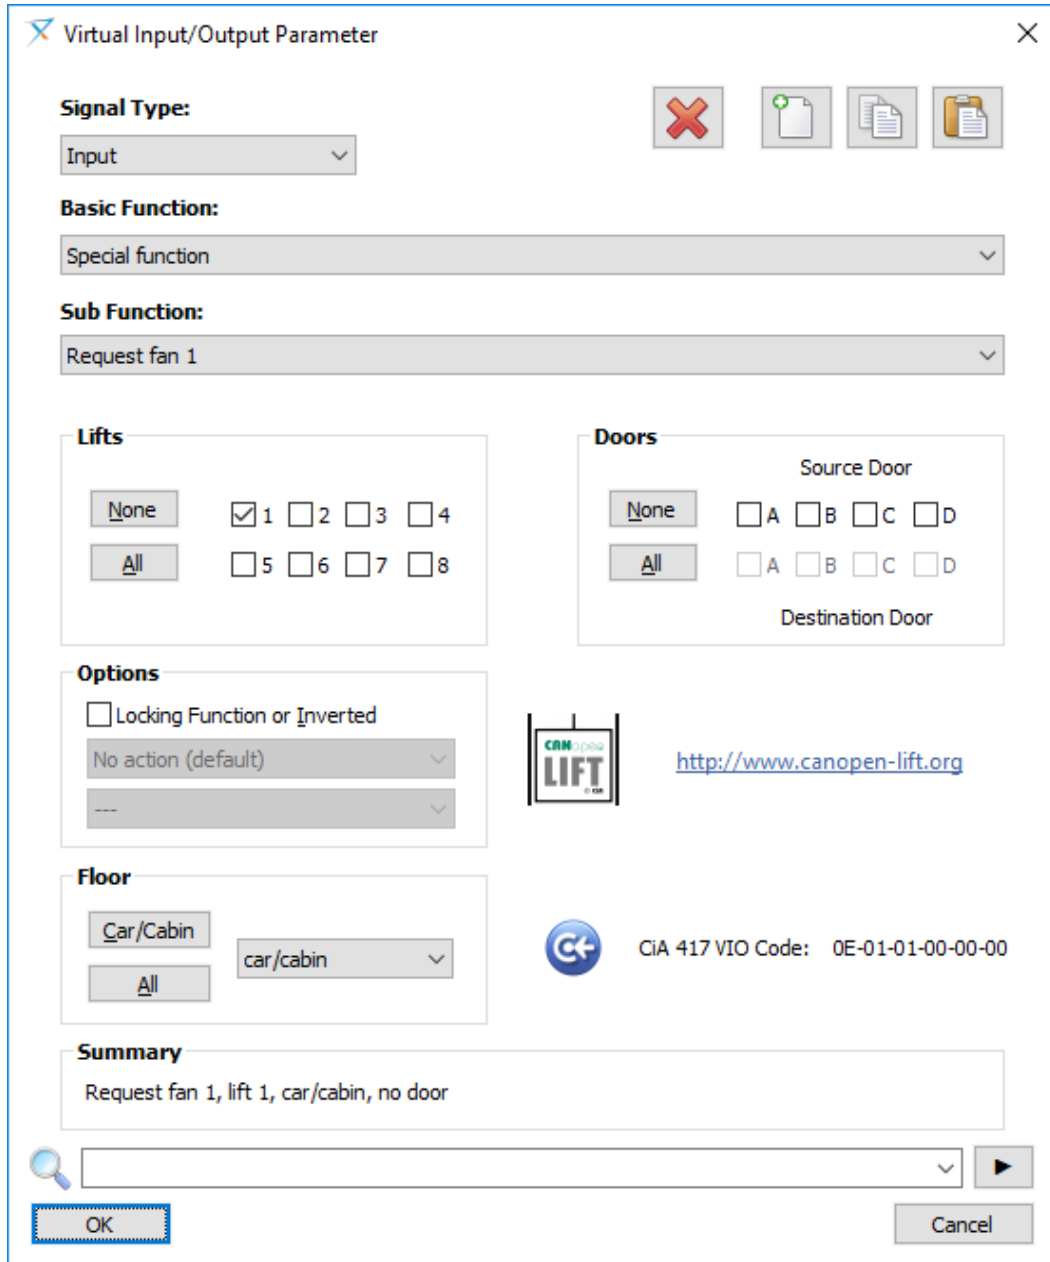 Virtual Input/Output Parameter
Signal Type:
Input
Basic Function:
Special function
Sub Function:
Request fan 1
Lifts
None
1 2 3 4
All
5 6 7 8
Doors
Source Door
None
A B C D
All
A B C D
Destination Door
Options
Locking Function or Inverted
No action (default)
---
CANopen
LIFT
© CiA
http://www.canopen-lift.org
Floor
Car/Cabin
All
car/cabin
C
CiA 417 VIO Code: 0E-01-01-00-00-00
Summary
Request fan 1, lift 1, car/cabin, no door
OK
Cancel